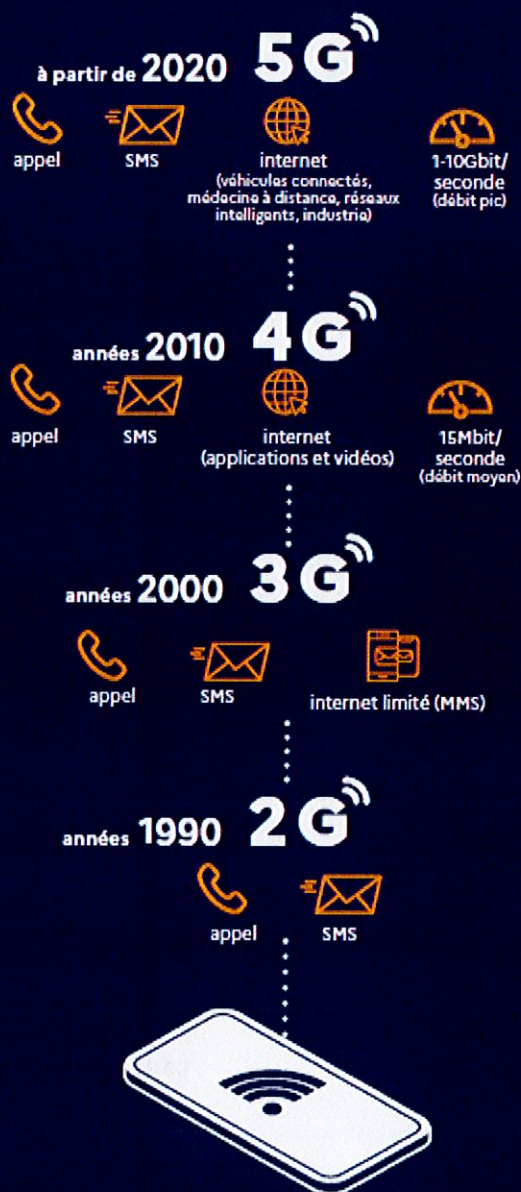 à partir de 2020 5G
appel
SMS
internet
(véhicules connectés,
médecine à distance, réseaux
intelligents, industrie)
1-10Gbit/
seconde
(débit pic)
années 2010 4G
appel
SMS
internet
(applications et vidéos)
15Mbit/
seconde
(débit moyen)
années 2000 3G
appel
SMS
internet limité (MMS)
années 1990 2G
appel
SMS